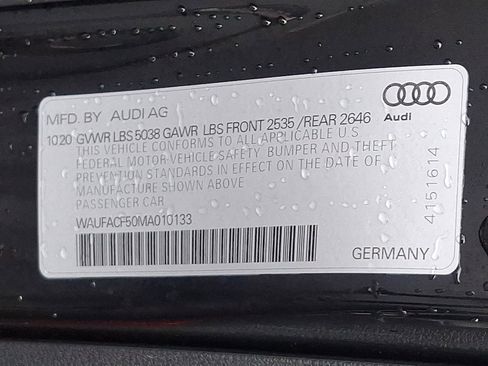 MFD. BY AUDI AG
10 20 GVWR LBS 5038 GAWR LBS FRONT 2535 /REAR 2646
THIS VEHICLE CONFORMS TO ALL APPLICABLE U S
FEDERAL MOTOR VEHICLE SAFETY, BUMPER AND THEFT
PREVENTION STANDARDS IN EFFECT ON THE DATE OF
MANUFACTURE SHOWN ABOVE
PASSENGER CAR
WAUFACF50MA010133
Audi
4151614
GERMANY